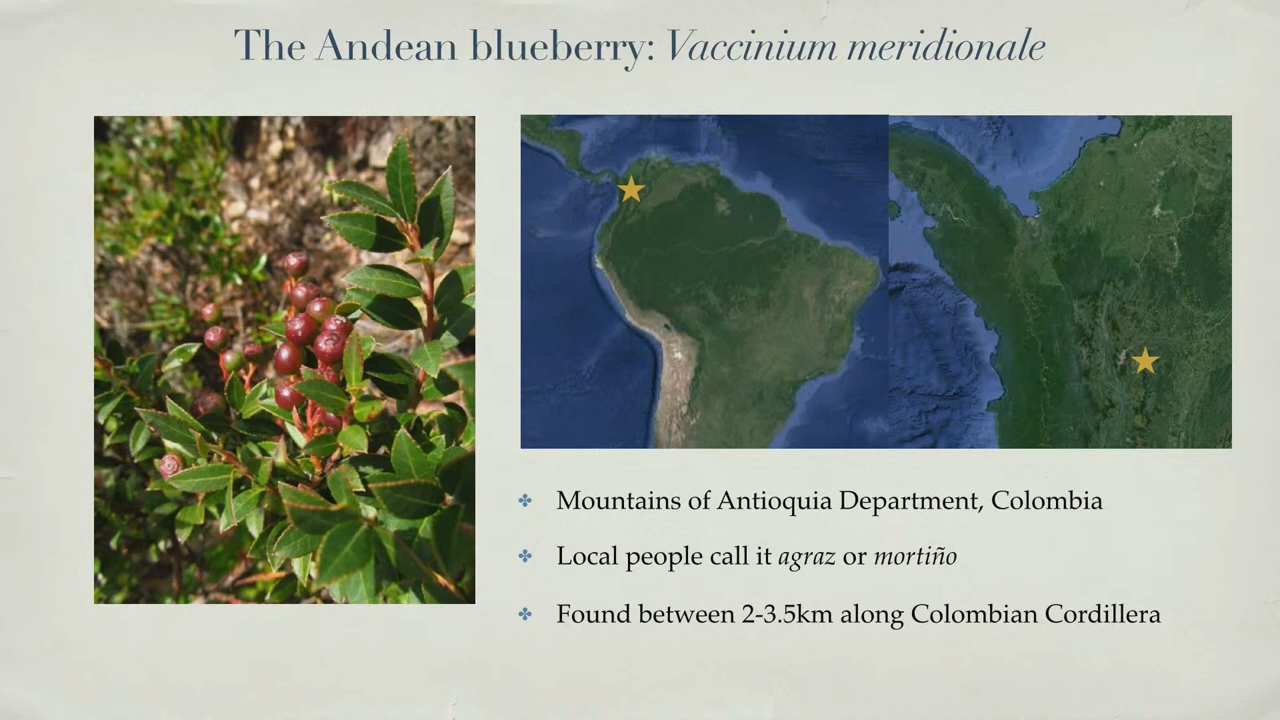 The Andean blueberry: Vaccinium meridionale
Mountains of Antioquia Department, Colombia
Local people call it agraz or mortiño
Found between 2-3.5km along Colombian Cordillera